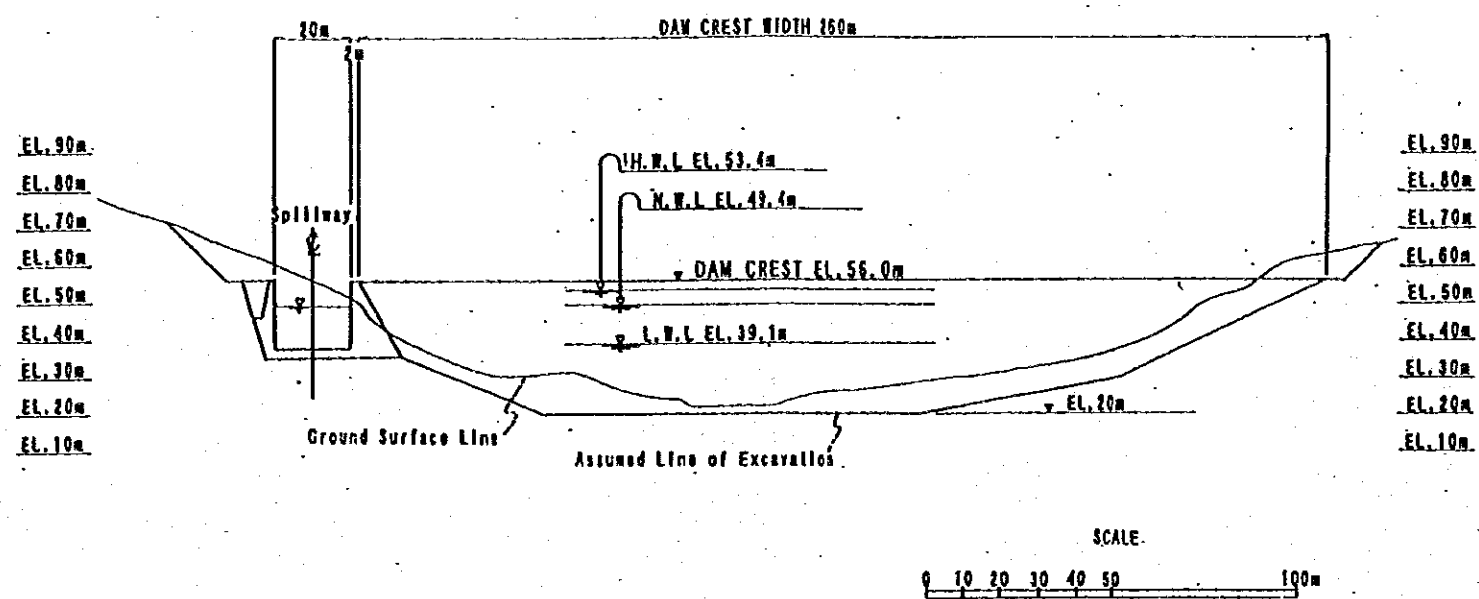 20m
DAM CREST WIDTH 260m
2m
EL.90m
EL.80m
EL.70m
EL.60m
EL.50m
EL.40m
EL.30m
EL.20m
EL.10m
Spillway
H.W.L EL.53.4m
N.W.L EL.49.4m
DAM CREST EL.56.0m
L.W.L EL.39.1m
EL.20m
Ground Surface Line
Assumed Line of Excavation
EL.90m
EL.80m
EL.70m
EL.60m
EL.50m
EL.40m
EL.30m
EL.20m
EL.10m
SCALE
0 10 20 30 40 50 100m